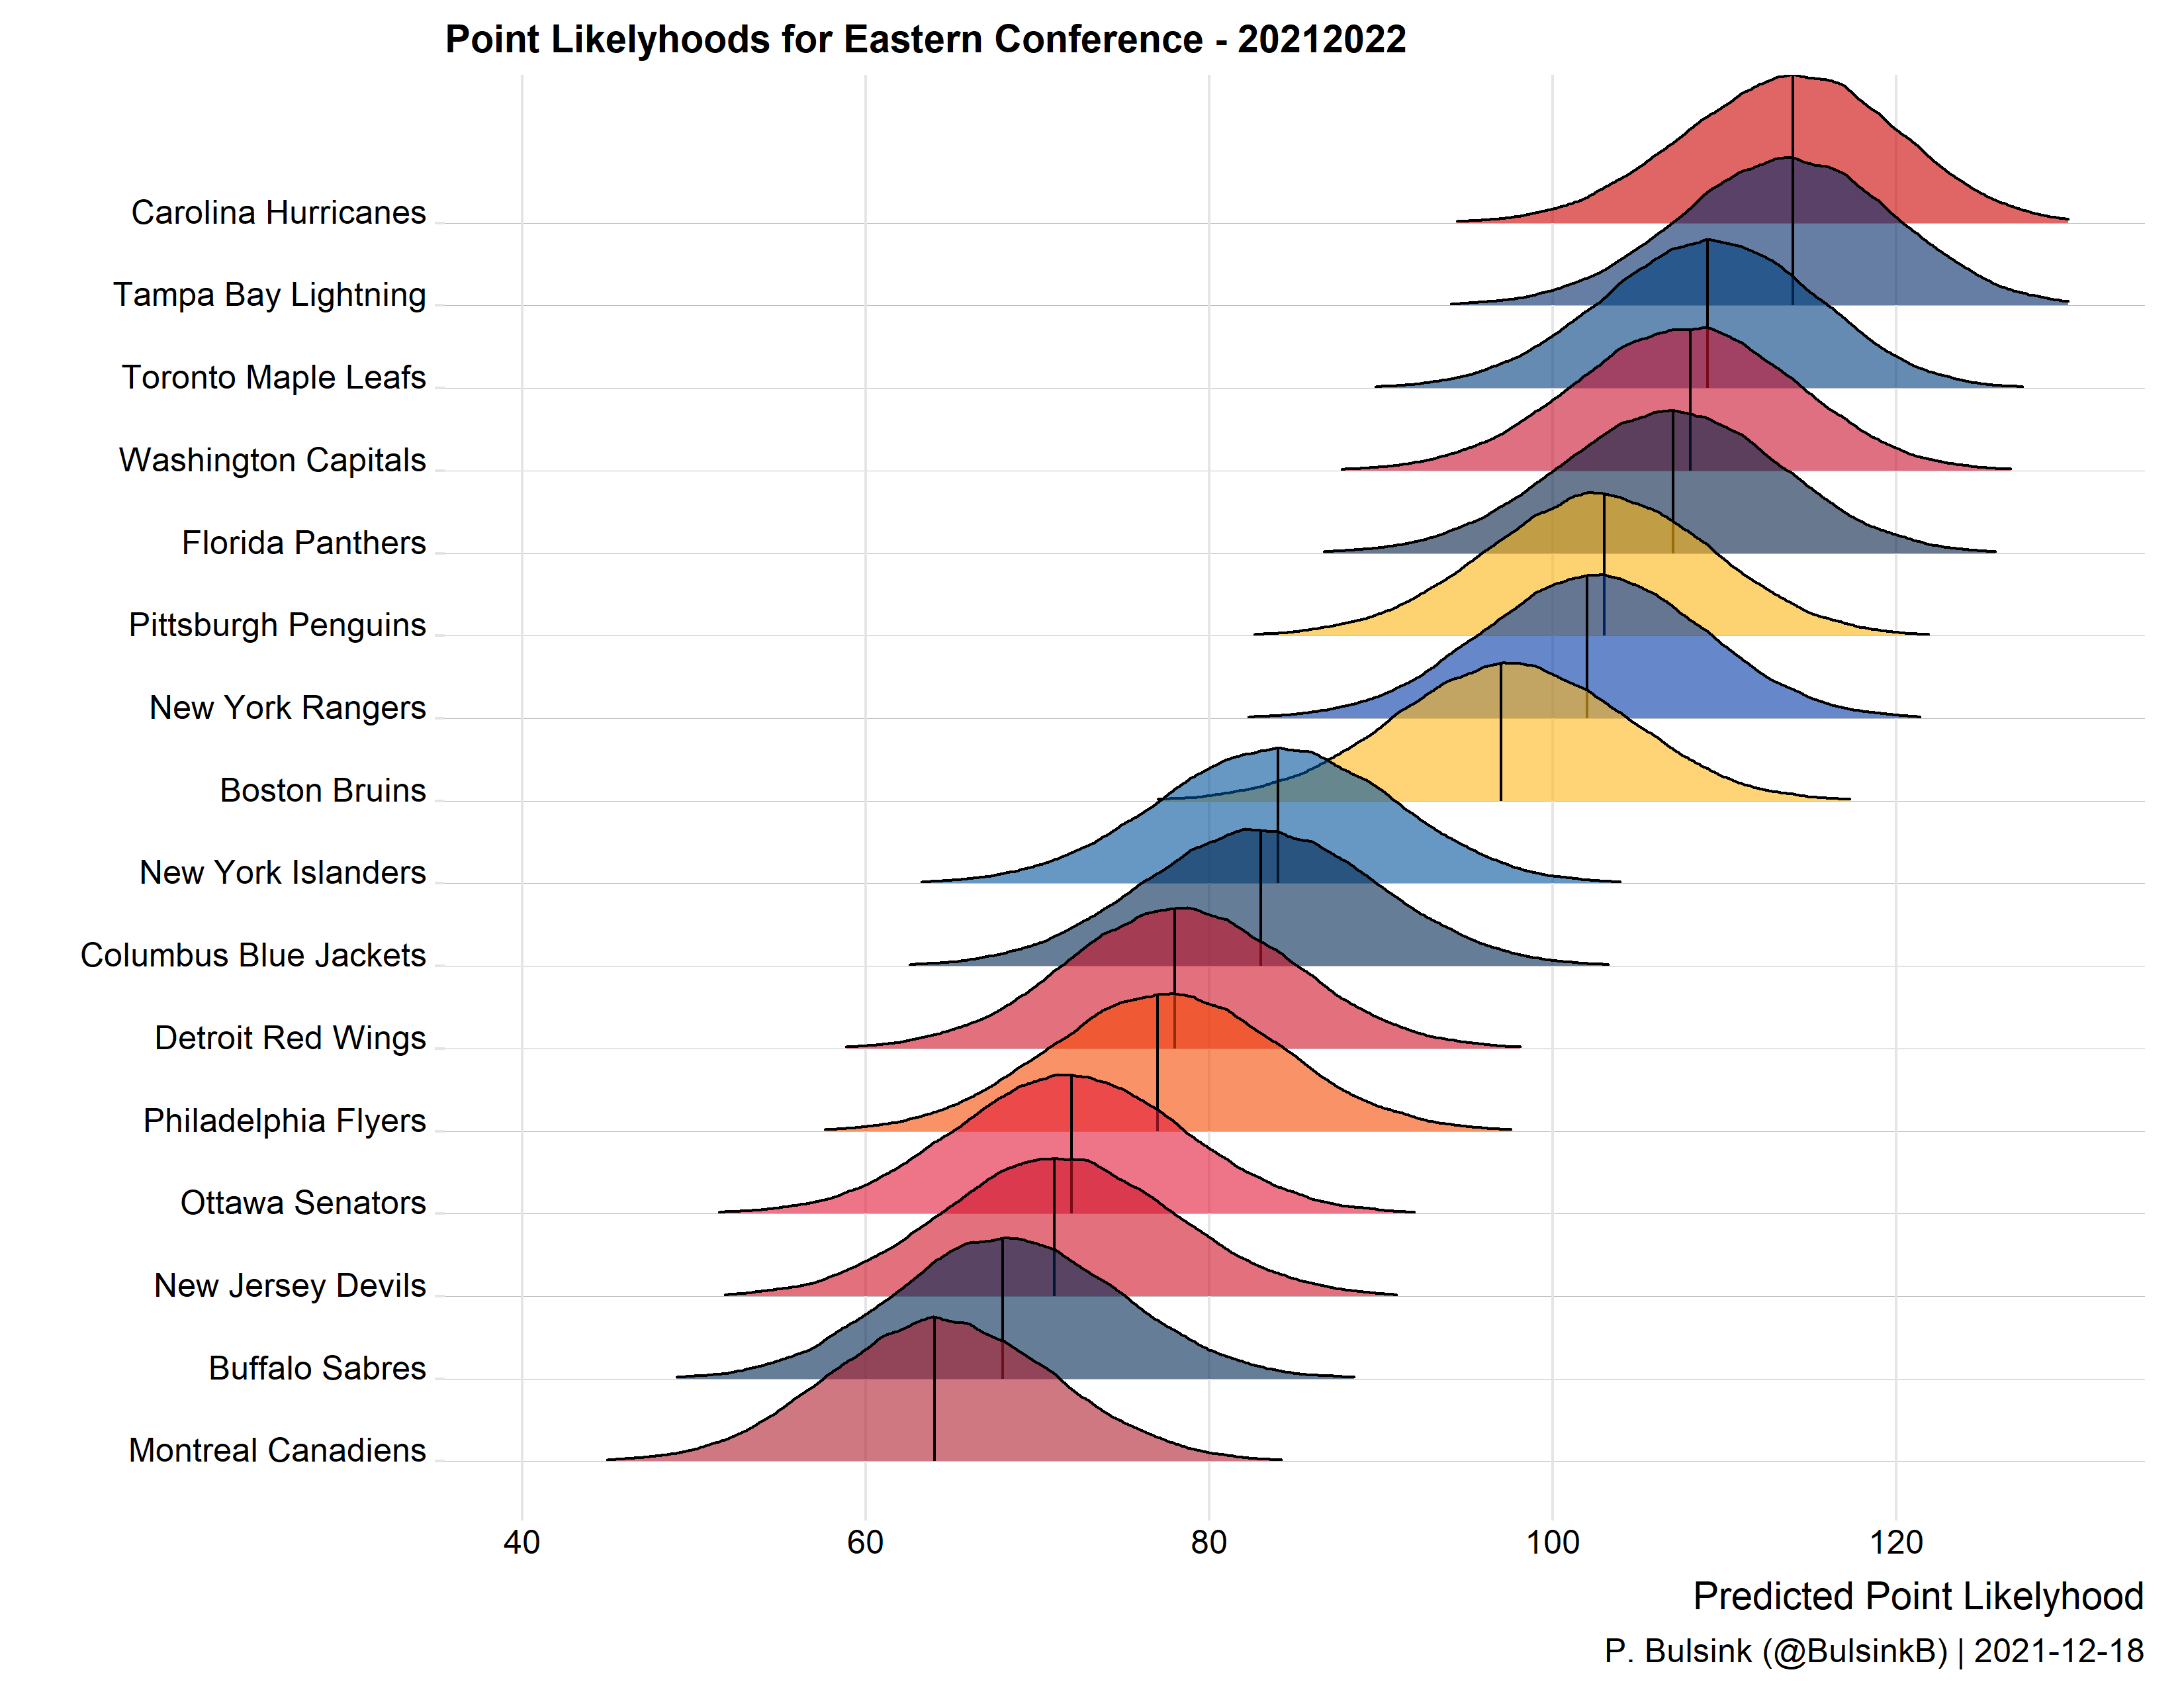 Point Likelyhoods for Eastern Conference - 20212022
Carolina Hurricanes
Tampa Bay Lightning
Toronto Maple Leafs
Washington Capitals
Florida Panthers
Pittsburgh Penguins
New York Rangers
Boston Bruins
New York Islanders
Columbus Blue Jackets
Detroit Red Wings
Philadelphia Flyers
Ottawa Senators
New Jersey Devils
Buffalo Sabres
Montreal Canadiens
40 60 80 100 120
Predicted Point Likelyhood
P. Bulsink (@BulsinkB) | 2021-12-18